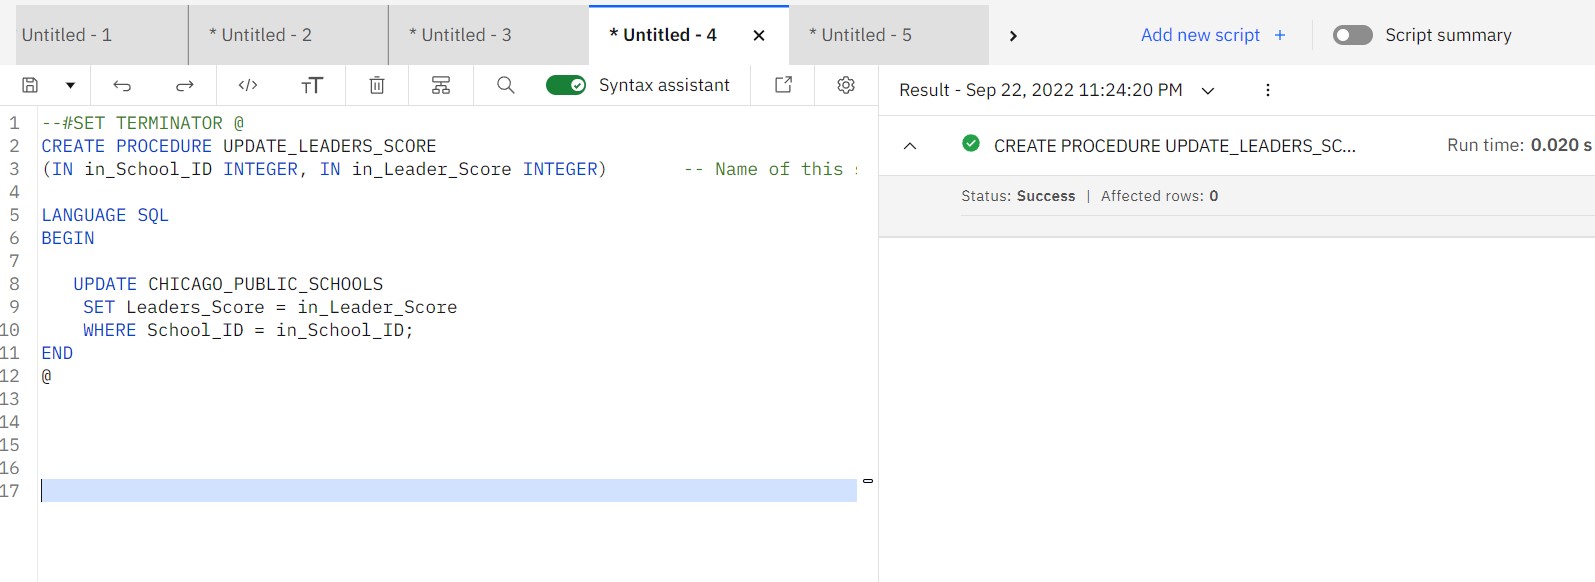 Untitled - 1
* Untitled - 2
* Untitled - 3
* Untitled - 4
* Untitled - 5
Add new script +
Script summary
</> TT Syntax assistant
1 --#SET TERMINATOR @
2 CREATE PROCEDURE UPDATE_LEADERS_SCORE
3 (IN in_School_ID INTEGER, IN in_Leader_Score INTEGER) -- Name of this
4
5 LANGUAGE SQL
6 BEGIN
7
8 UPDATE CHICAGO_PUBLIC_SCHOOLS
9 SET Leaders_Score = in_Leader_Score
10 WHERE School_ID = in_School_ID;
11 END
12 @
13
14
15
16
17
Result - Sep 22, 2022 11:24:20 PM
CREATE PROCEDURE UPDATE_LEADERS_SC... Run time: 0.020 s
Status: Success | Affected rows: 0